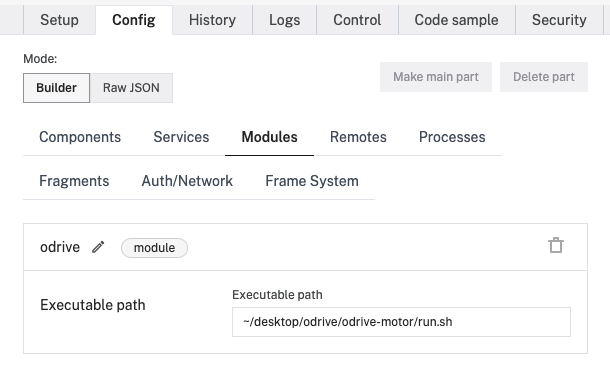 Setup Config History Logs Control Code sample Security
Mode:
Builder Raw JSON Make main part Delete part
Components Services Modules Remotes Processes
Fragments Auth/Network Frame System
odrive module
Executable path
Executable path
~/desktop/odrive/odrive-motor/run.sh